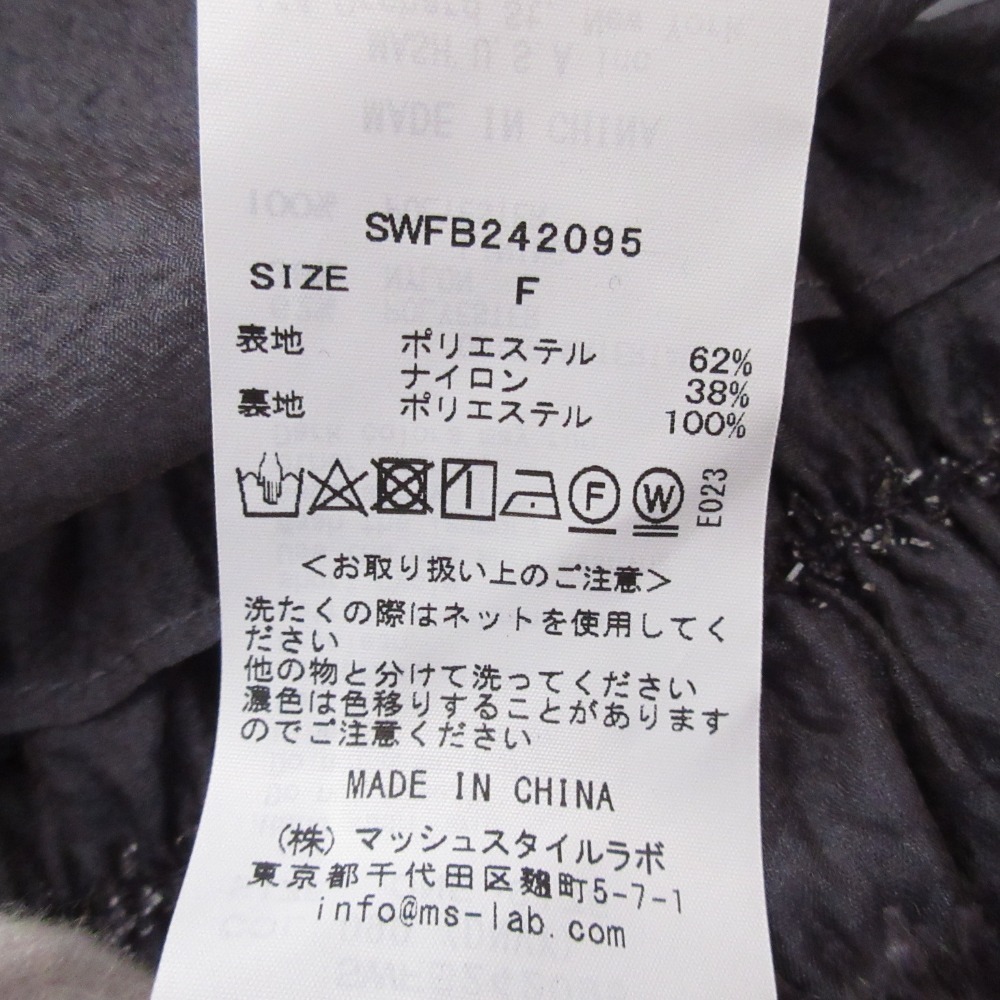 SWFB242095
SIZE F
表地 ポリエステル 62%
ナイロン 38%
裏地 ポリエステル 100%
F W E023
<お取り扱い上のご注意>
洗たくの際はネットを使用してく
ださい
他の物と分けて洗ってください
濃色は色移りすることがあります
のでご注意ください
MADE IN CHINA
(株) マッシュスタイルラボ
東京都千代田区麹町5-7-1
info@ms-lab.com